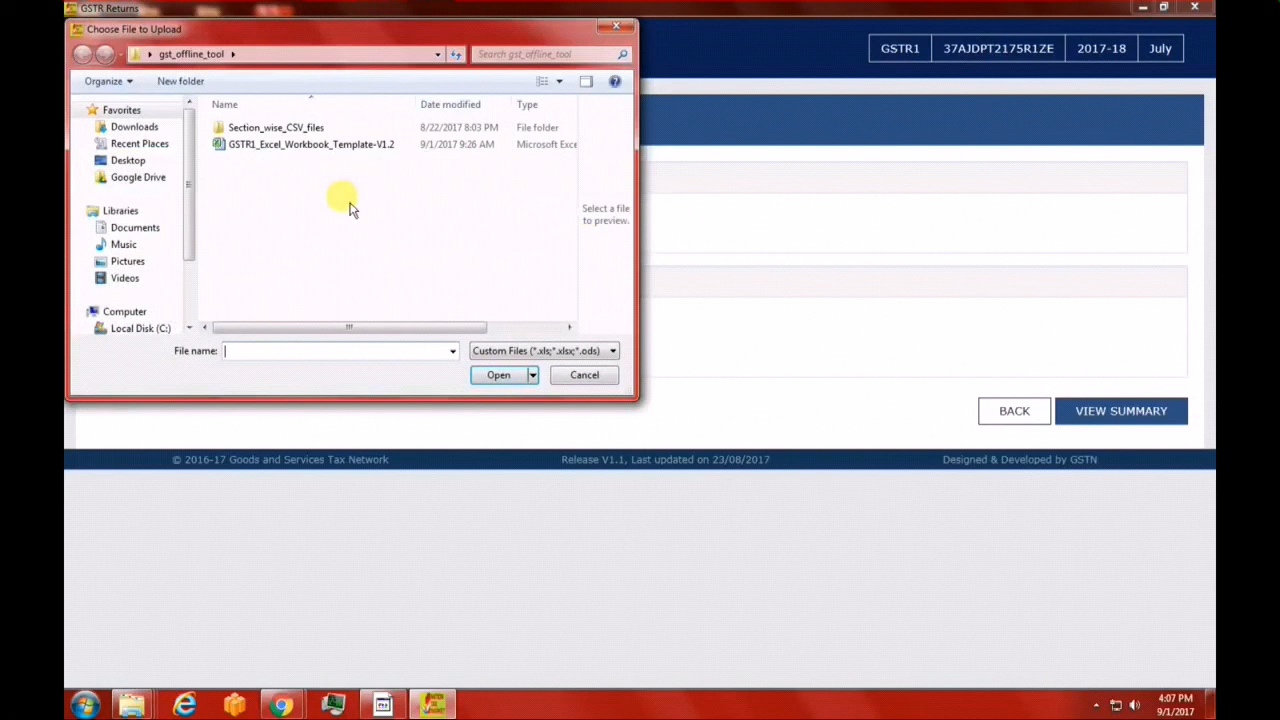 GSTR Returns
Choose File to Upload
gst_offline_tool
Search gst_offline_tool
Organize
New folder
Favorites
Downloads
Recent Places
Desktop
Google Drive
Libraries
Documents
Music
Pictures
Videos
Computer
Local Disk (C:)
Name Date modified Type
Section_wise_CSV_files 8/22/2017 8:03 PM File folder
GSTR1_Excel_Workbook_Template-V1.2 9/1/2017 9:26 AM Microsoft Exce
Select a file
to preview.
File name:
Custom Files (*.xls;*.xlsx;*.ods)
Open
Cancel
GSTR1 37AJDPT2175R1ZE 2017-18 July
BACK
VIEW SUMMARY
© 2016-17 Goods and Services Tax Network Release V1.1, Last updated on 23/08/2017 Designed & Developed by GSTN
4:07 PM
9/1/2017